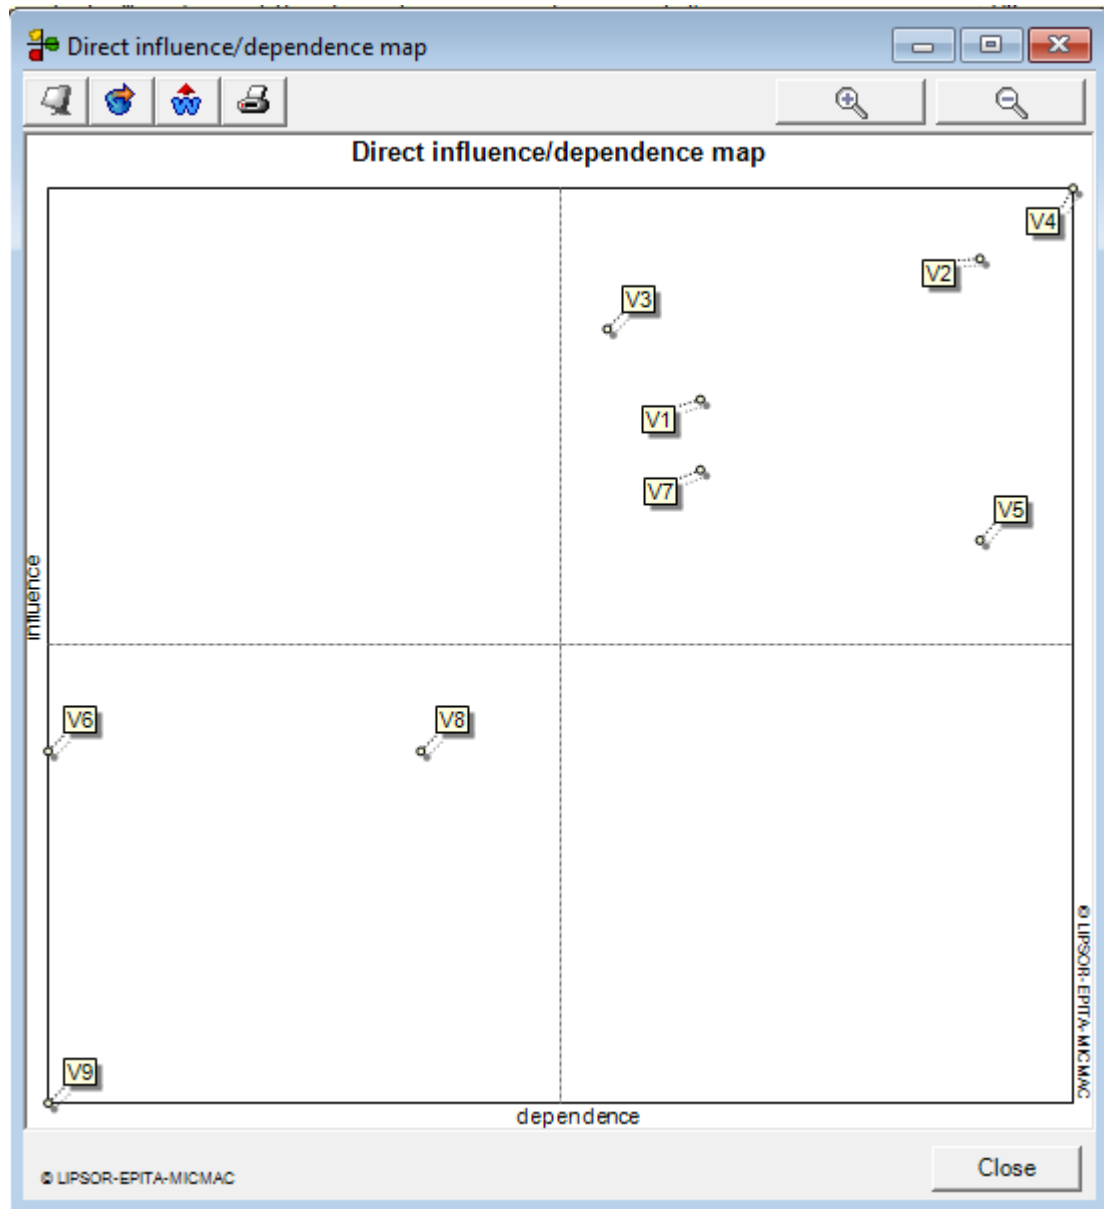 Direct influence/dependence map
Direct influence/dependence map
V4
V2
V3
V1
V7
V5
influence
V6
V8
V9
dependence
© LIPSOR-EPITA-MICMAC
© LIPSOR-EPITA-MICMAC
Close